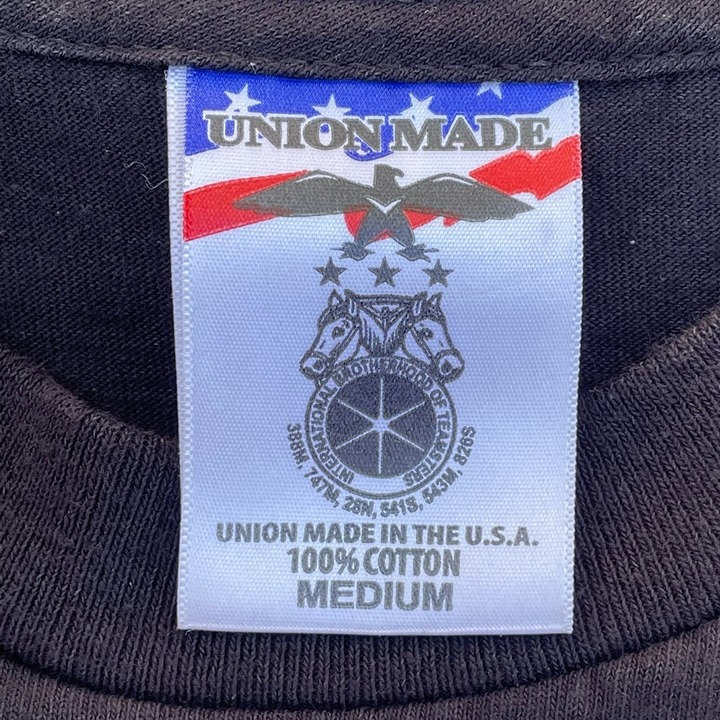 UNION MADE
INTERNATIONAL BROTHERHOOD OF TEAMSTERS
388M, 747M, 28N, 541S, 543M, 826S
UNION MADE IN THE U.S.A.
100% COTTON
MEDIUM